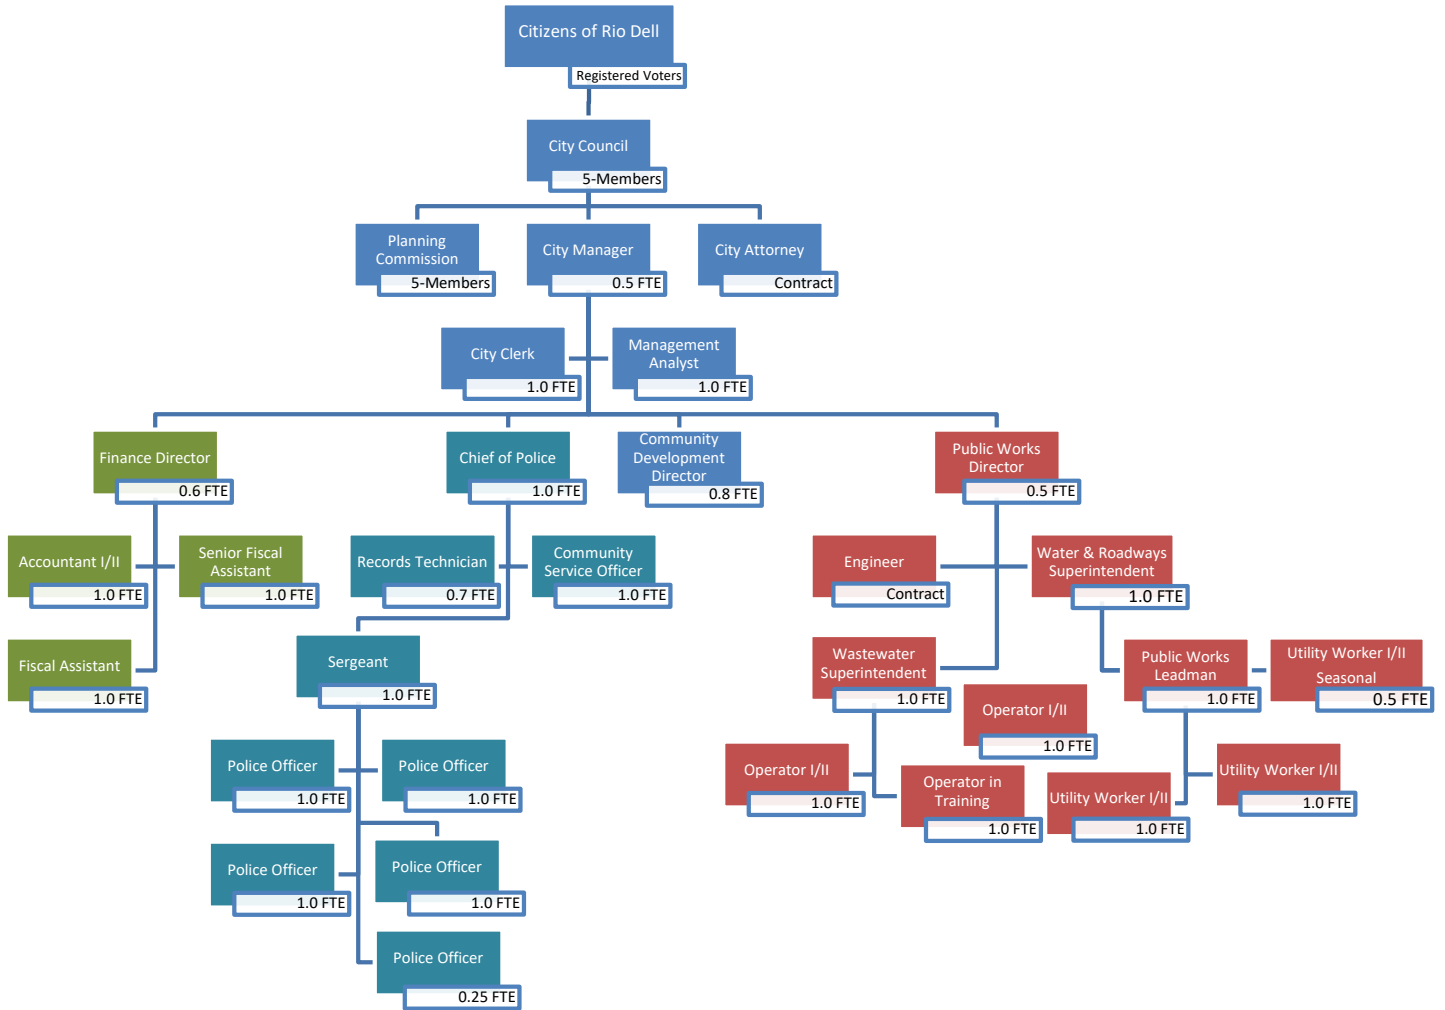 Citizens of Rio Dell
Registered Voters
City Council
5-Members
Planning
Commission
5-Members
City Manager
0.5 FTE
City Attorney
Contract
City Clerk
1.0 FTE
Management
Analyst
1.0 FTE
Finance Director
0.6 FTE
Chief of Police
1.0 FTE
Community
Development
Director
0.8 FTE
Public Works
Director
0.5 FTE
Accountant I/II
1.0 FTE
Senior Fiscal
Assistant
1.0 FTE
Records Technician
0.7 FTE
Community
Service Officer
1.0 FTE
Engineer
Contract
Water & Roadways
Superintendent
1.0 FTE
Fiscal Assistant
1.0 FTE
Sergeant
1.0 FTE
Wastewater
Superintendent
1.0 FTE
Public Works
Leadman
1.0 FTE
Utility Worker I/II
Seasonal
0.5 FTE
Operator I/II
1.0 FTE
Police Officer
1.0 FTE
Police Officer
1.0 FTE
Operator I/II
1.0 FTE
Operator in
Training
1.0 FTE
Utility Worker I/II
1.0 FTE
Utility Worker I/II
1.0 FTE
Police Officer
1.0 FTE
Police Officer
1.0 FTE
Police Officer
0.25 FTE